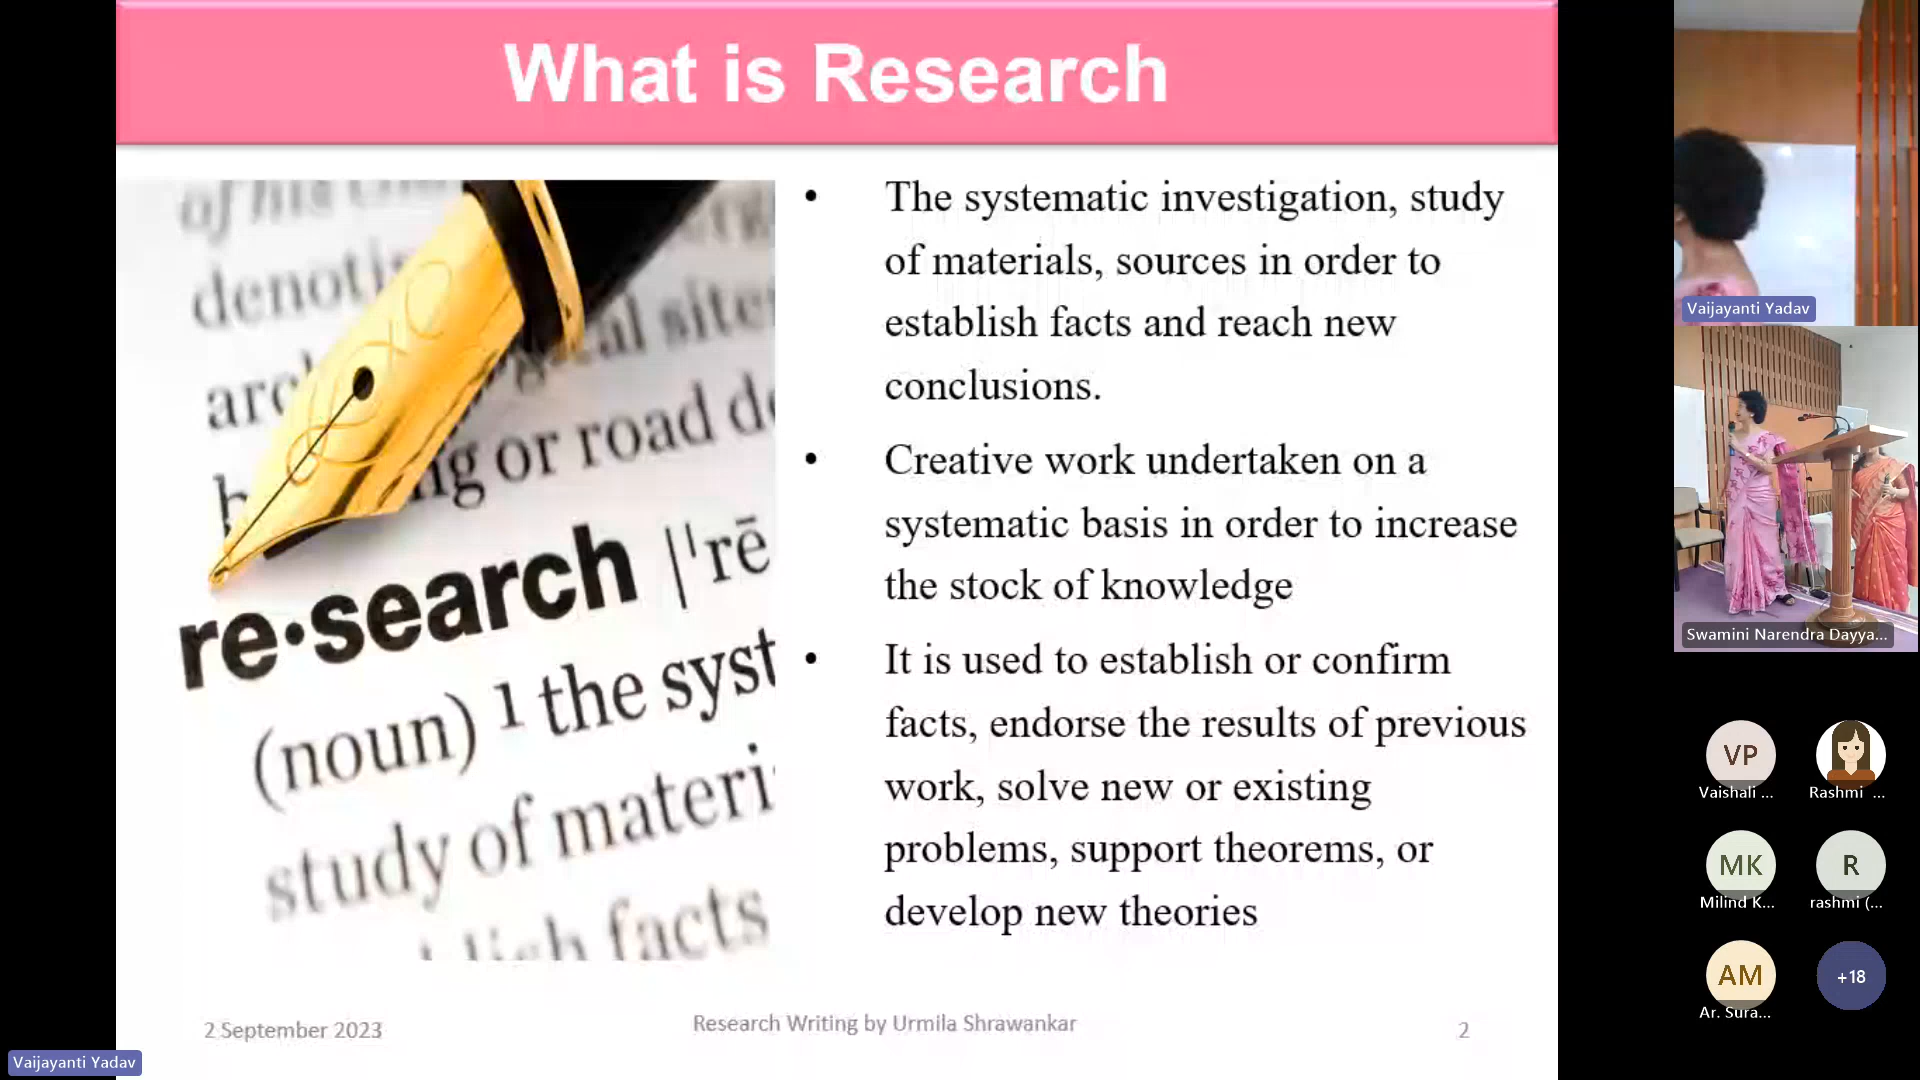 What is Research
of his
denoti
al site
arc
ng or road de
re·search |'rē
(noun) 1 the syst
study of materi
facts
• The systematic investigation, study
of materials, sources in order to
establish facts and reach new
conclusions.
• Creative work undertaken on a
systematic basis in order to increase
the stock of knowledge
• It is used to establish or confirm
facts, endorse the results of previous
work, solve new or existing
problems, support theorems, or
develop new theories
2 September 2023
Research Writing by Urmila Shrawankar
2
Vaijayanti Yadav
Vaijayanti Yadav
Swamini Narendra Dayya...
VP
Vaishali ...
Rashmi ...
MK
Milind K...
R
rashmi (...
AM
Ar. Sura...
+18